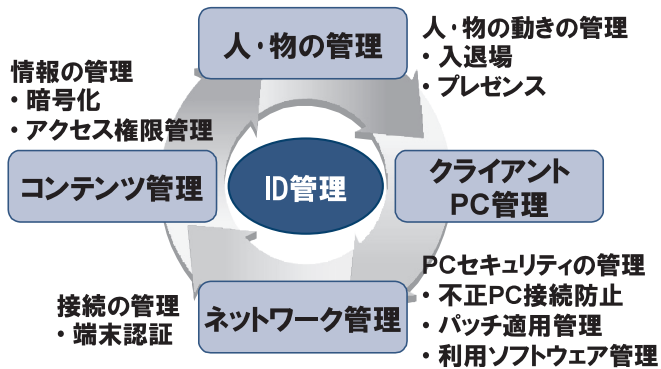 人・物の管理
人・物の動きの管理
・入退場
・プレゼンス
情報の管理
・暗号化
・アクセス権限管理
コンテンツ管理
ID管理
クライアント
PC管理
PCセキュリティの管理
・不正PC接続防止
・パッチ適用管理
・利用ソフトウェア管理
接続の管理
・端末認証
ネットワーク管理